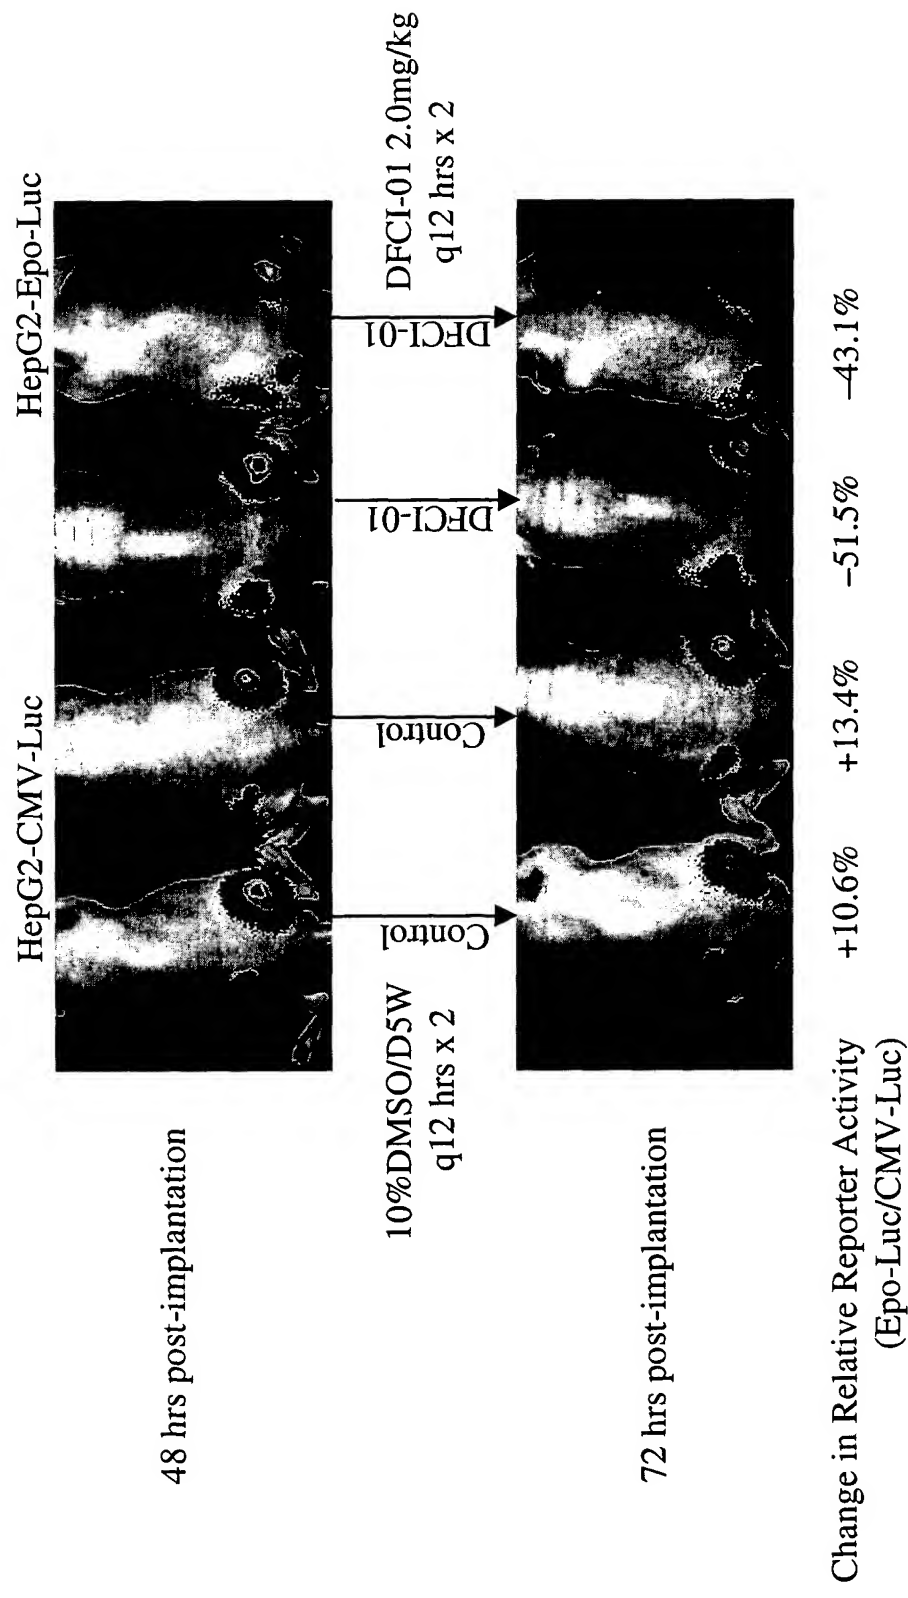 HepG2-CMV-Luc
HepG2-Epo-Luc
48 hrs post-implantation
10%DMSO/D5W
q12 hrs x 2
Control
Control
DFCI-01
DFCI-01
DFCI-01 2.0mg/kg
q12 hrs x 2
72 hrs post-implantation
Change in Relative Reporter Activity
(Epo-Luc/CMV-Luc)
+10.6%
+13.4%
–51.5%
–43.1%